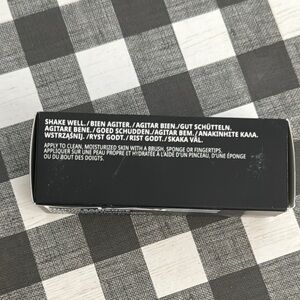 SHAKE WELL. / BIEN AGITER. / AGITAR BIEN. / GUT SCHÜTTELN.
AGITARE BENE. / GOED SCHUDDEN. / AGITAR BEM. / ANAKINHITE KAAA.
WSTRZĄSNIJ. / RYST GODT. / RIST GODT. / SKAKA VÄL.
APPLY TO CLEAN, MOISTURIZED SKIN WITH A BRUSH, SPONGE OR FINGERTIPS.
APPLIQUER SUR UNE PEAU PROPRE ET HYDRATÉE À L'AIDE D'UN PINCEAU, D'UNE ÉPONGE
OU DU BOUT DES DOIGTS.